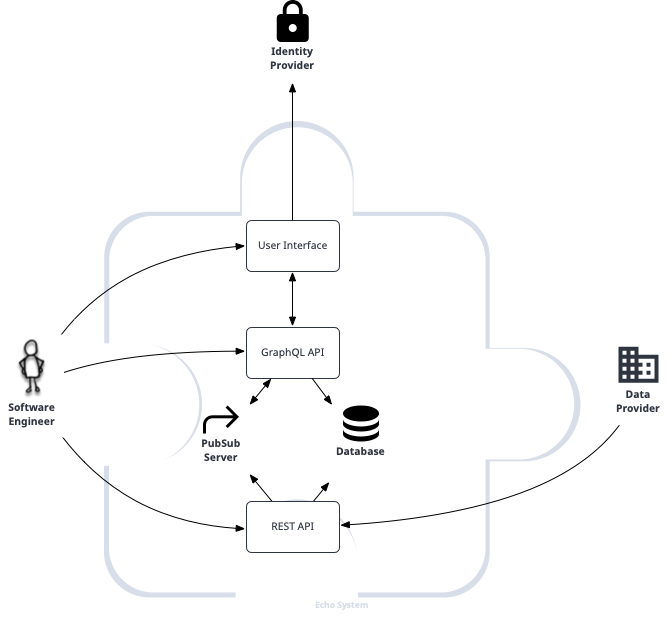 Identity
Provider
User Interface
GraphQL API
Software
Engineer
Data
Provider
PubSub
Server
Database
REST API
Echo System